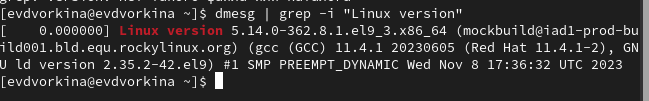 [evdvorkina@evdvorkina ~]$ dmesg | grep -i "Linux version"
[    0.000000] Linux version 5.14.0-362.8.1.el9_3.x86_64 (mockbuild@iad1-prod-bu
ild001.bld.equ.rockylinux.org) (gcc (GCC) 11.4.1 20230605 (Red Hat 11.4.1-2), GN
U ld version 2.35.2-42.el9) #1 SMP PREEMPT_DYNAMIC Wed Nov 8 17:36:32 UTC 2023
[evdvorkina@evdvorkina ~]$